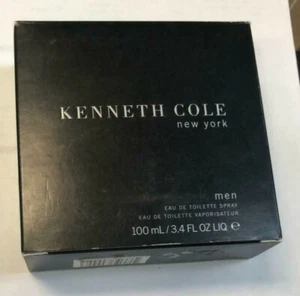 KENNETH COLE
new york
men
EAU DE TOILETTE SPRAY
EAU DE TOILETTE VAPORISATEUR
100 mL / 3.4 FL OZ LIQ ℮